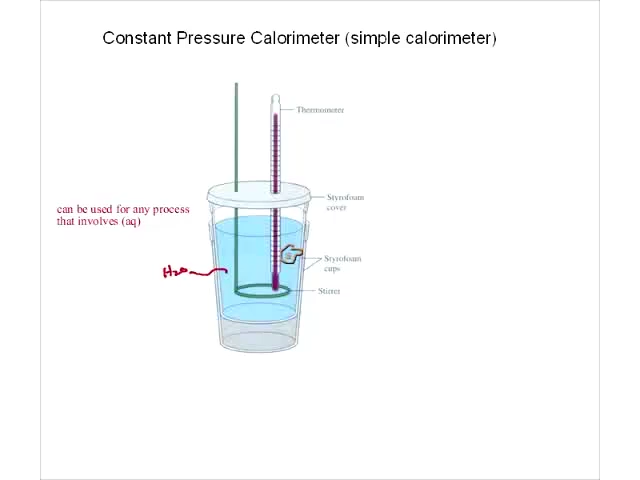 Constant Pressure Calorimeter (simple calorimeter)
Thermometer
Styrofoam
cover
can be used for any process
that involves (aq)
Styrofoam
cups
H2O
Stirrer